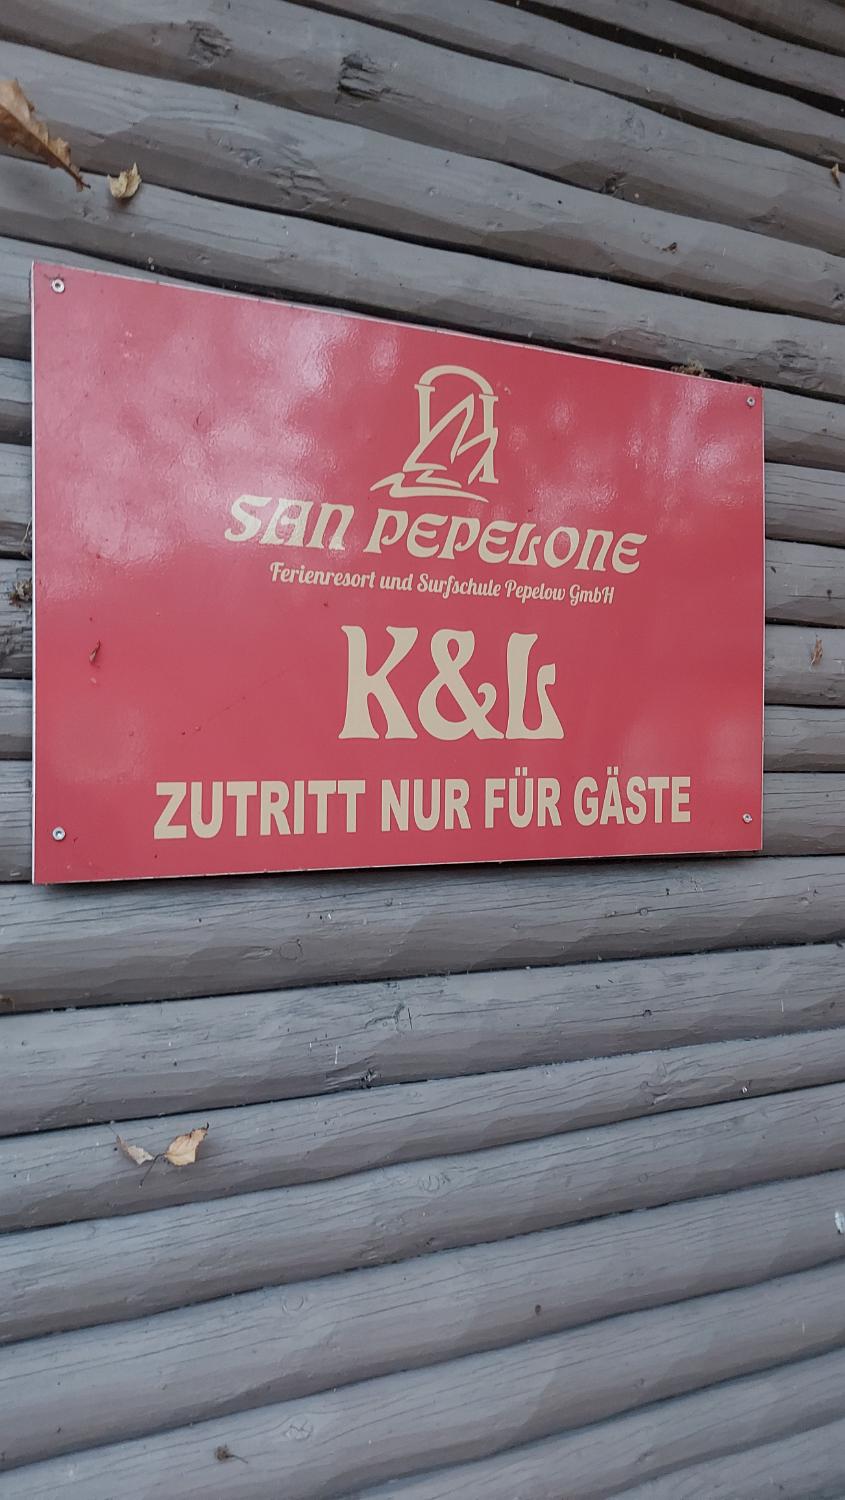 SAN PEPELONE
Ferienresort und Surfschule Pepelow GmbH
K&L
ZUTRITT NUR FÜR GÄSTE